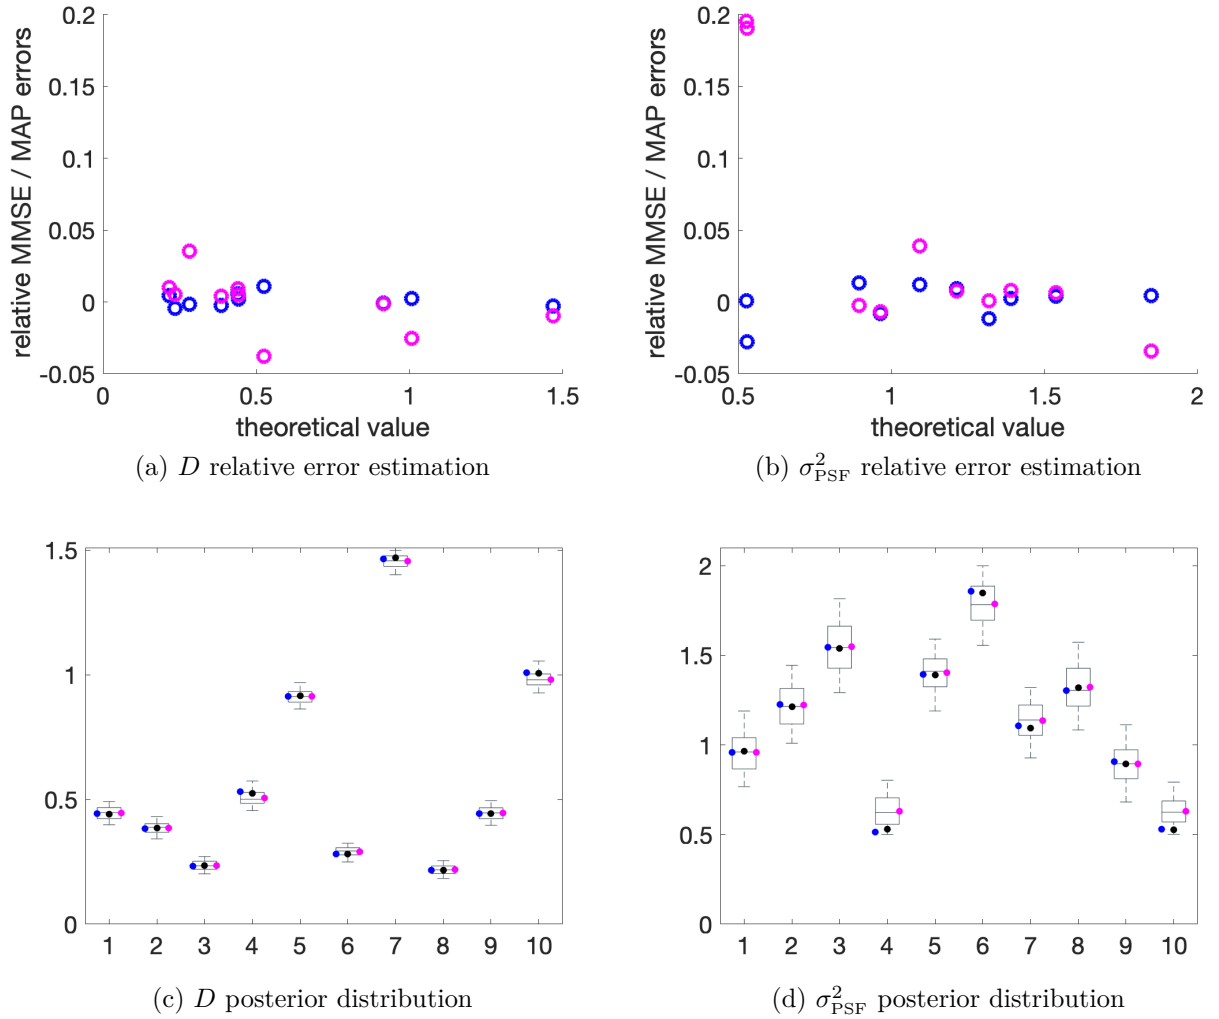 relative MMSE / MAP errors
0.2
0.15
0.1
0.05
0
-0.05
0
0.5
1
1.5
theoretical value
(a) D relative error estimation
relative MMSE / MAP errors
0.2
0.15
0.1
0.05
0
-0.05
0.5
1
1.5
2
theoretical value
(b) σ²_PSF relative error estimation
1.5
1
0.5
0
1 2 3 4 5 6 7 8 9 10
(c) D posterior distribution
2
1.5
1
0.5
0
1 2 3 4 5 6 7 8 9 10
(d) σ²_PSF posterior distribution